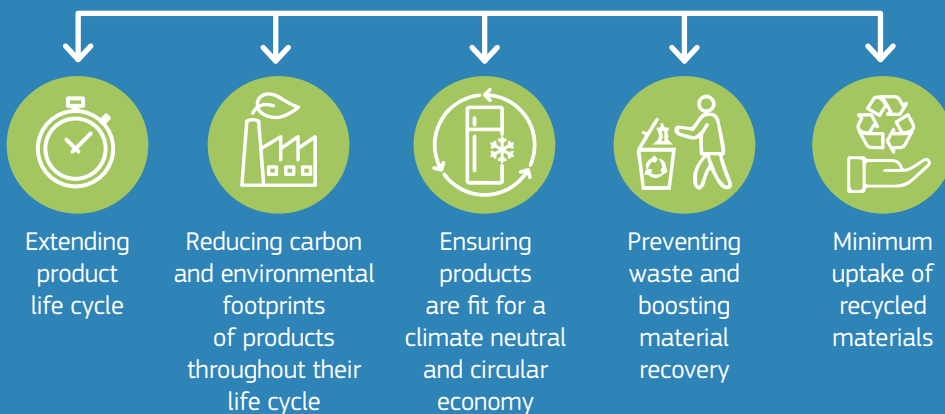 Extending
product
life cycle
Reducing carbon
and environmental
footprints
of products
throughout their
life cycle
Ensuring
products
are fit for a
climate neutral
and circular
economy
Preventing
waste and
boosting
material
recovery
Minimum
uptake of
recycled
materials